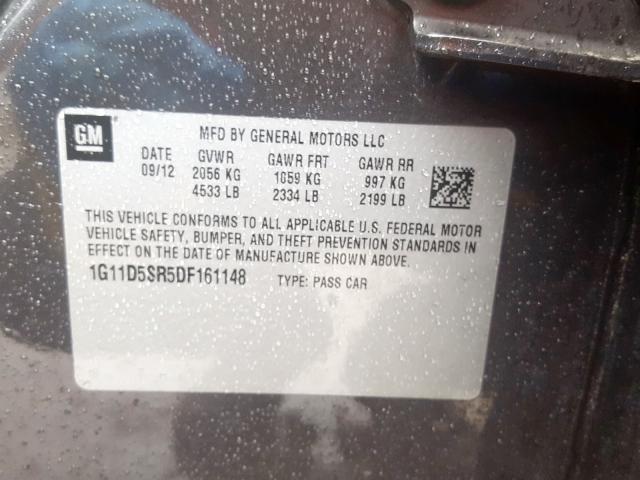 GM
MFD BY GENERAL MOTORS LLC
DATE GVWR GAWR FRT GAWR RR
09/12 2056 KG 1059 KG 997 KG
4533 LB 2334 LB 2199 LB
THIS VEHICLE CONFORMS TO ALL APPLICABLE U.S. FEDERAL MOTOR
VEHICLE SAFETY, BUMPER, AND THEFT PREVENTION STANDARDS IN
EFFECT ON THE DATE OF MANUFACTURE SHOWN ABOVE.
1G11D5SR5DF161148 TYPE: PASS CAR